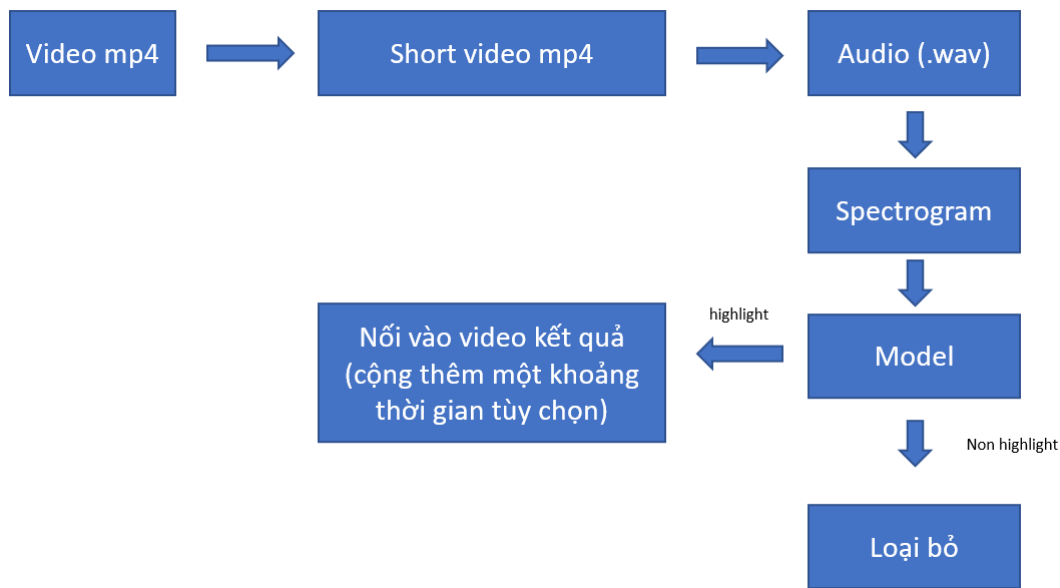 Video mp4
Short video mp4
Audio (.wav)
Spectrogram
highlight
Nối vào video kết quả
(cộng thêm một khoảng
thời gian tùy chọn)
Model
Non highlight
Loại bỏ